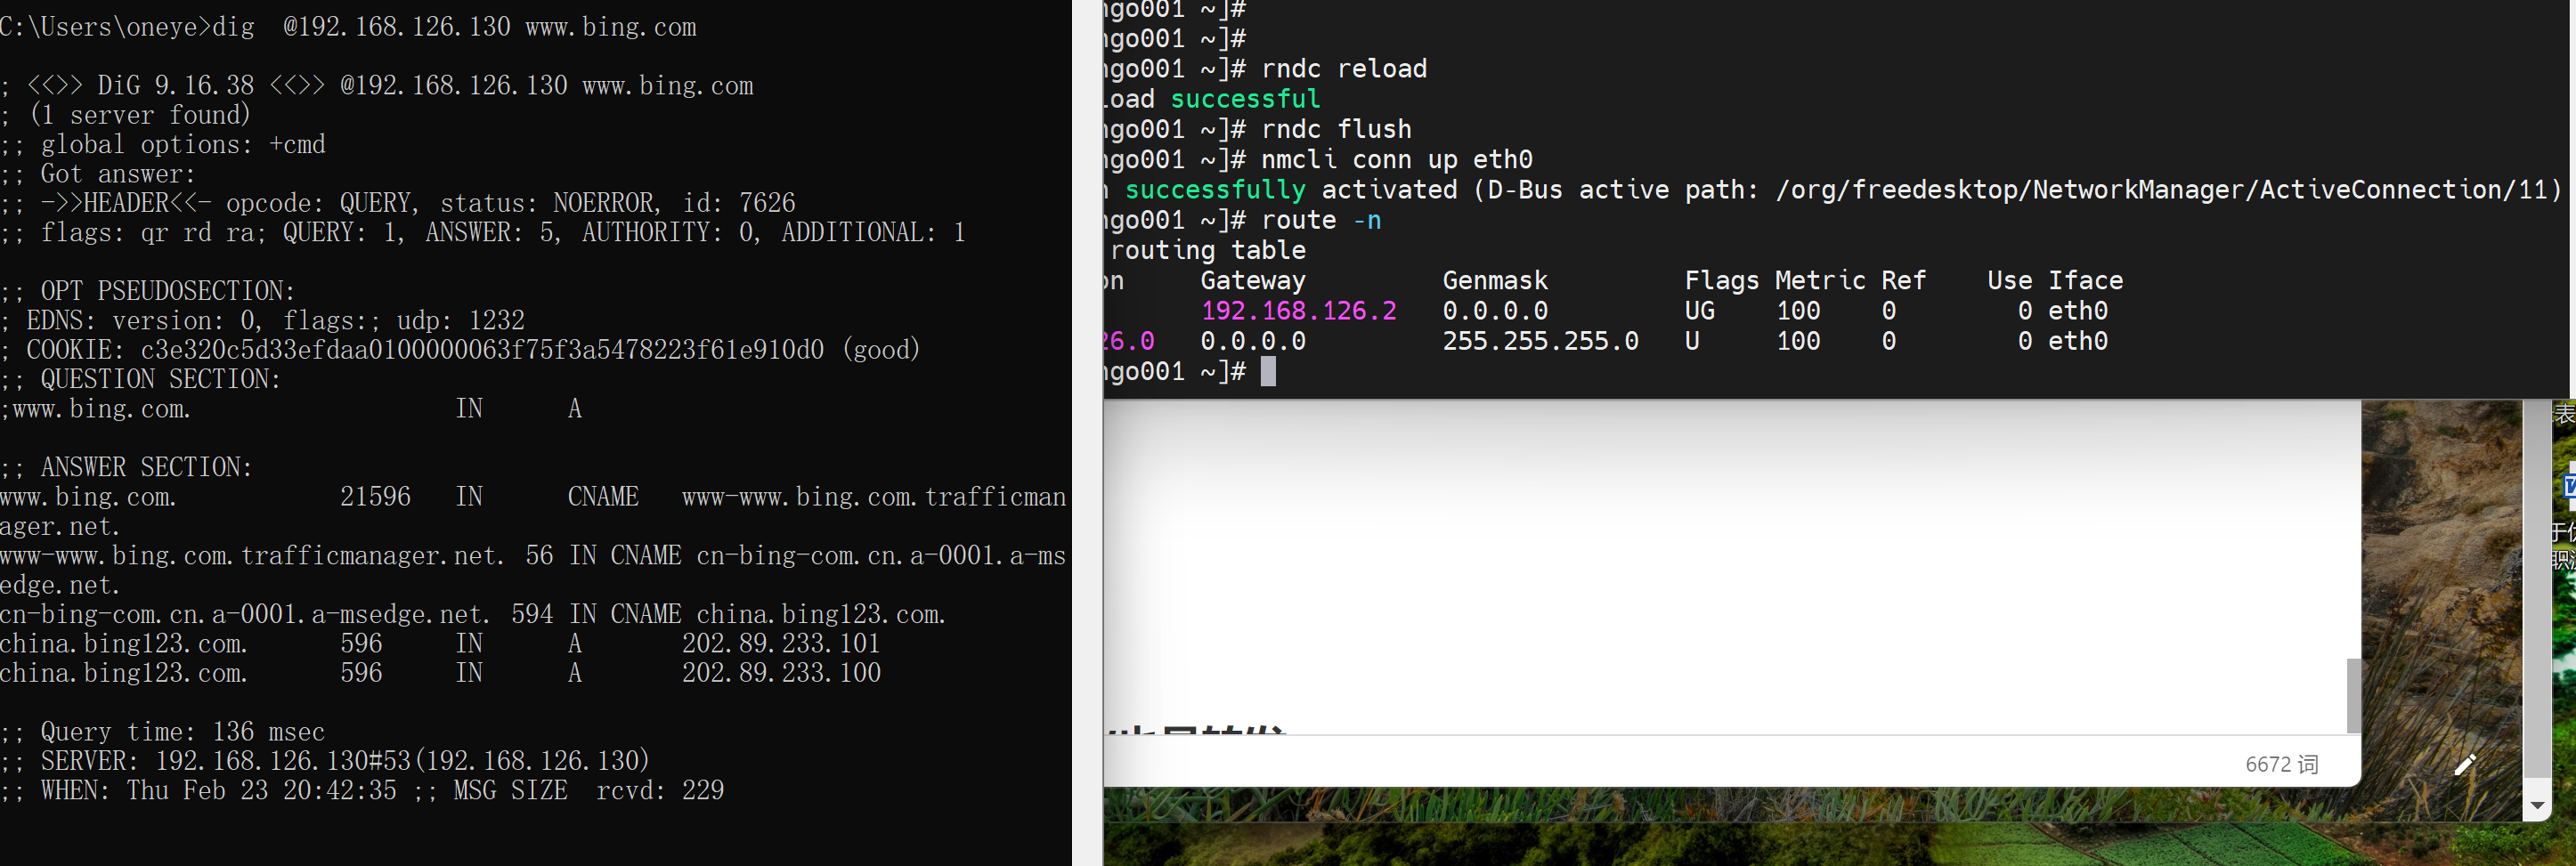 C:\Users\oneye>dig  @192.168.126.130 www.bing.com
; <<>> DiG 9.16.38 <<>> @192.168.126.130 www.bing.com
; (1 server found)
;; global options: +cmd
;; Got answer:
;; ->>HEADER<<- opcode: QUERY, status: NOERROR, id: 7626
;; flags: qr rd ra; QUERY: 1, ANSWER: 5, AUTHORITY: 0, ADDITIONAL: 1
;; OPT PSEUDOSECTION:
; EDNS: version: 0, flags:; udp: 1232
; COOKIE: c3e320c5d33efdaa0100000063f75f3a5478223f61e910d0 (good)
;; QUESTION SECTION:
;www.bing.com. IN A
;; ANSWER SECTION:
www.bing.com. 21596 IN CNAME www-www.bing.com.trafficman
ager.net.
www-www.bing.com.trafficmanager.net. 56 IN CNAME cn-bing-com.cn.a-0001.a-ms
edge.net.
cn-bing-com.cn.a-0001.a-msedge.net. 594 IN CNAME china.bing123.com.
china.bing123.com. 596 IN A 202.89.233.101
china.bing123.com. 596 IN A 202.89.233.100
;; Query time: 136 msec
;; SERVER: 192.168.126.130#53(192.168.126.130)
;; WHEN: Thu Feb 23 20:42:35 ;; MSG SIZE  rcvd: 229
ngo001 ~]#
ngo001 ~]#
ngo001 ~]# rndc reload
load successful
ngo001 ~]# rndc flush
ngo001 ~]# nmcli conn up eth0
n successfully activated (D-Bus active path: /org/freedesktop/NetworkManager/ActiveConnection/11)
ngo001 ~]# route -n
routing table
on Gateway Genmask Flags Metric Ref Use Iface
192.168.126.2 0.0.0.0 UG 100 0 0 eth0
26.0 0.0.0.0 255.255.255.0 U 100 0 0 eth0
ngo001 ~]#
6672 词
表
于
职